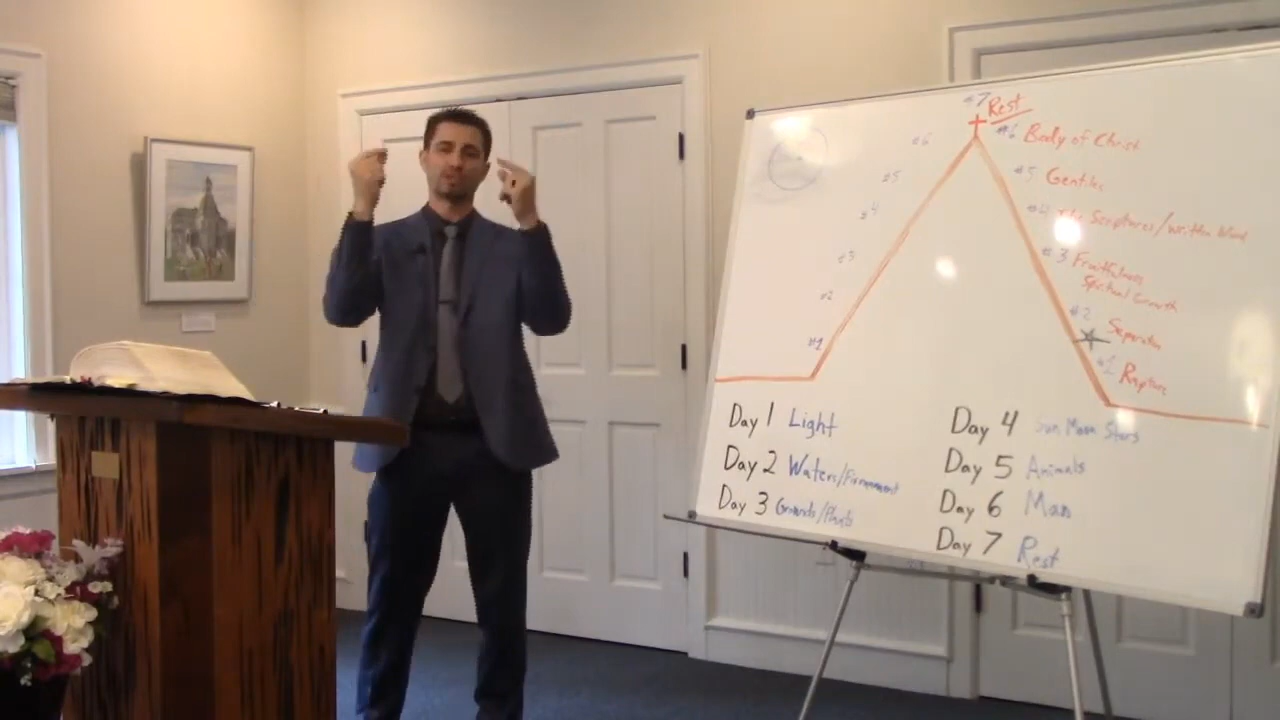 #7 Rest
#6
#6 Body of Christ
#5
#5 Gentiles
#4
#4 Scriptures/written Word
#3
#3 Fruitfulness
Spiritual Growth
#2
#2 Separation
#1
#1 Rapture
Day 1 Light
Day 2 Waters/Firmament
Day 3 Grounds/Plants
Day 4 Sun Moon Stars
Day 5 Animals
Day 6 Man
Day 7 Rest